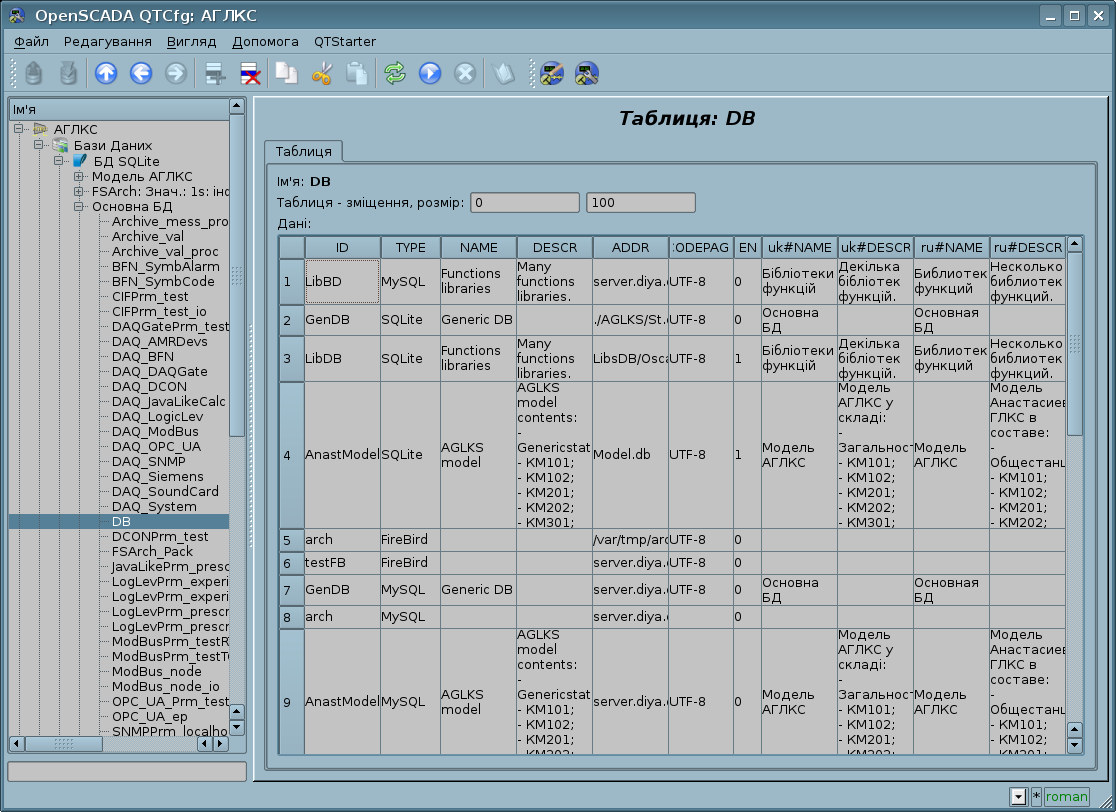 OpenSCADA QTCfg: АГЛКС
Файл Редагування Вигляд Допомога QTStarter
Ім'я
АГЛКС
Бази Даних
БД SQLite
Модель АГЛКС
FSArch: Знач.: 1s:
Основна БД
Archive_mess_pro
Archive_val
Archive_val_proc
BFN_SymbAlarm
BFN_SymbCode
CIFPrm_test
CIFPrm_test_io
DAQGatePrm_test
DAQ_AMRDevs
DAQ_BFN
DAQ_DAQGate
DAQ_DCON
DAQ_JavaLikeCalc
DAQ_LogicLev
DAQ_ModBus
DAQ_OPC_UA
DAQ_SNMP
DAQ_Siemens
DAQ_SoundCard
DAQ_System
DB
DCONPrm_test
FSArch_Pack
JavaLikePrm_presc
LogLevPrm_experi
LogLevPrm_experi
LogLevPrm_prescr
LogLevPrm_prescr
ModBusPrm_testR
ModBusPrm_testT
ModBus_node
ModBus_node_io
OPC_UA_Prm_test
OPC_UA_ep
SNMPPrm_localho
Таблиця: DB
Таблиця
Ім'я: DB
Таблиця - зміщення, розмір: 0 100
Дані:
ID TYPE NAME DESCR ADDR ODEPAG EN uk#NAME uk#DESCR ru#NAME ru#DESCR
1 LibBD MySQL Functions libraries Many functions libraries. server.diya. UTF-8 0 Бібліотеки функцій Декілька бібліотек функцій. Библиотек функций Несколько библиотек функций.
2 GenDB SQLite Generic DB ./AGLKS/St. UTF-8 0 Основна БД Основная БД
3 LibDB SQLite Functions libraries Many functions libraries. LibsDB/Osc UTF-8 1 Бібліотеки функцій Декілька бібліотек функцій. Библиотек функций Несколько библиотек функций.
4 AnastModel SQLite AGLKS model AGLKS model contents: - Genericstat - KM101; - KM102; - KM201; - KM202; - KM301; Model.db UTF-8 1 Модель АГЛКС Модель АГЛКС у складі: - Загальност - KM101; - KM102; - KM201; - KM202; - KM301; Модель АГЛКС Модель Анастасиев ГЛКС в составе: - Общестанц - KM101; - KM102; - KM201; - KM202;
5 arch FireBird /var/tmp/arc UTF-8 0
6 testFB FireBird server.diya. UTF-8 0
7 GenDB MySQL Generic DB server.diya. UTF-8 0 Основна БД Основная БД
8 arch MySQL server.diya. 0
9 AnastModel MySQL AGLKS model AGLKS model contents: - Genericstat - KM101; - KM102; - KM201; - KM202; server.diya. UTF-8 0 Модель АГЛКС Модель АГЛКС у складі: - Загальност - KM101; - KM102; - KM201; - KM202; Модель АГЛКС Модель Анастасиев ГЛКС в составе: - Общестанц - KM101; - KM102; - KM201;
* roman